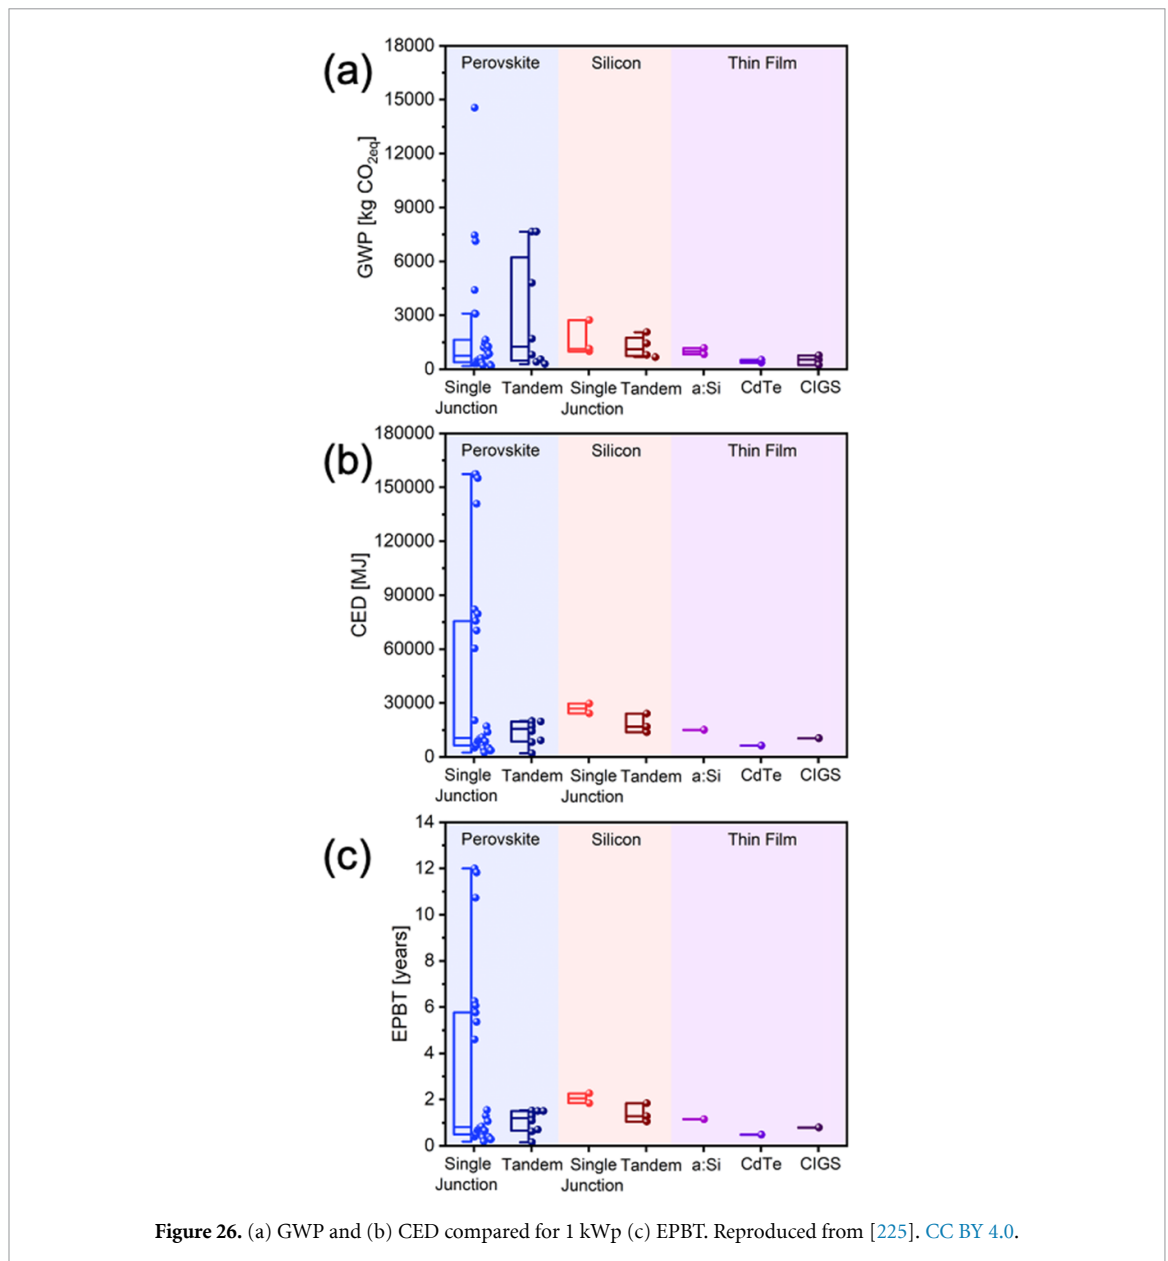 (a)
18000
15000
12000
9000
6000
3000
0
GWP [kg CO2eq]
Perovskite Silicon Thin Film
Single Tandem Single Tandem a:Si CdTe CIGS
Junction Junction
(b)
180000
150000
120000
90000
60000
30000
0
CED [MJ]
Perovskite Silicon Thin Film
Single Tandem Single Tandem a:Si CdTe CIGS
Junction Junction
(c)
14
12
10
8
6
4
2
0
EPBT [years]
Perovskite Silicon Thin Film
Single Tandem Single Tandem a:Si CdTe CIGS
Junction Junction
Figure 26. (a) GWP and (b) CED compared for 1 kWp (c) EPBT. Reproduced from [225]. CC BY 4.0.